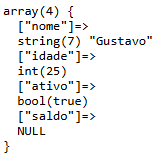 array(4) {
  ["nome"]=>
  string(7) "Gustavo"
  ["idade"]=>
  int(25)
  ["ativo"]=>
  bool(true)
  ["saldo"]=>
  NULL
}